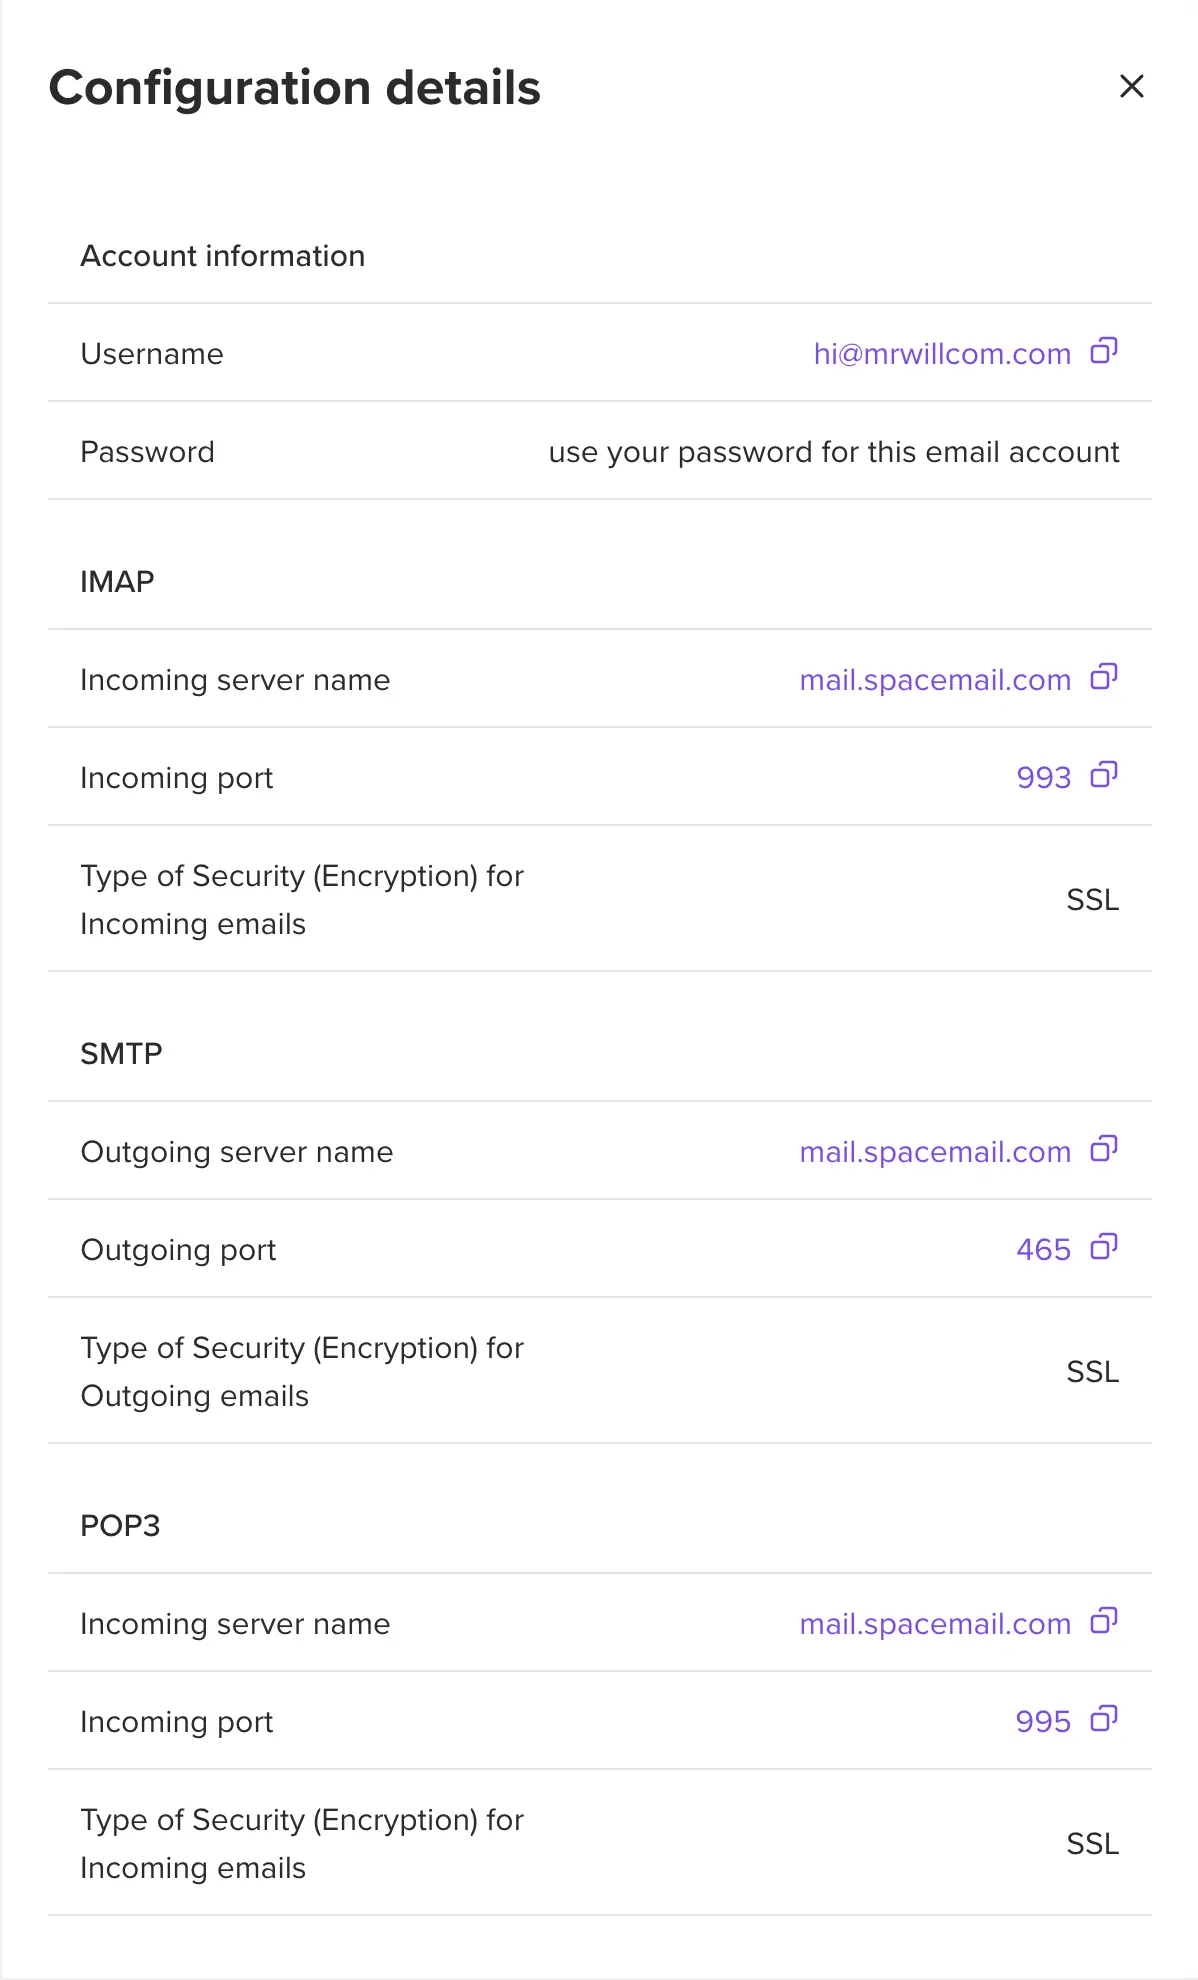 Configuration details
Account information
Username hi@mrwillcom.com
Password use your password for this email account
IMAP
Incoming server name mail.spacemail.com
Incoming port 993
Type of Security (Encryption) for
Incoming emails
SSL
SMTP
Outgoing server name mail.spacemail.com
Outgoing port 465
Type of Security (Encryption) for
Outgoing emails
SSL
POP3
Incoming server name mail.spacemail.com
Incoming port 995
Type of Security (Encryption) for
Incoming emails
SSL